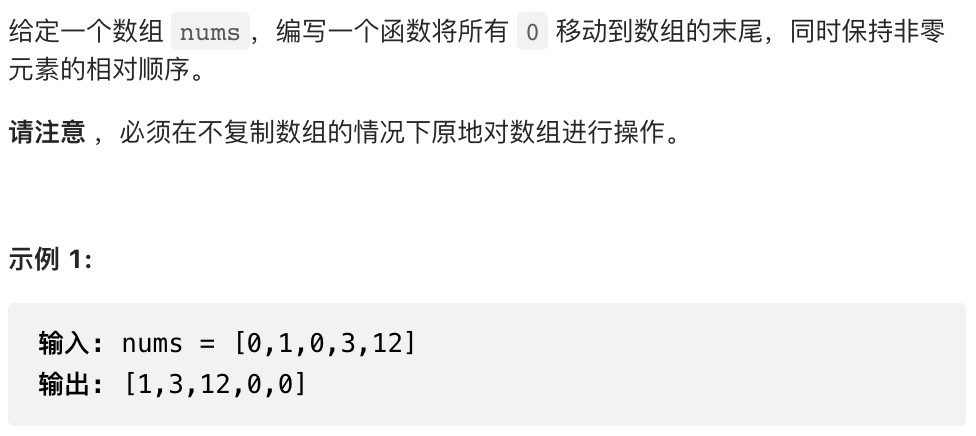 给定一个数组 nums，编写一个函数将所有 0 移动到数组的末尾，同时保持非零
元素的相对顺序。
请注意 ，必须在不复制数组的情况下原地对数组进行操作。
示例 1:
输入: nums = [0,1,0,3,12]
输出: [1,3,12,0,0]